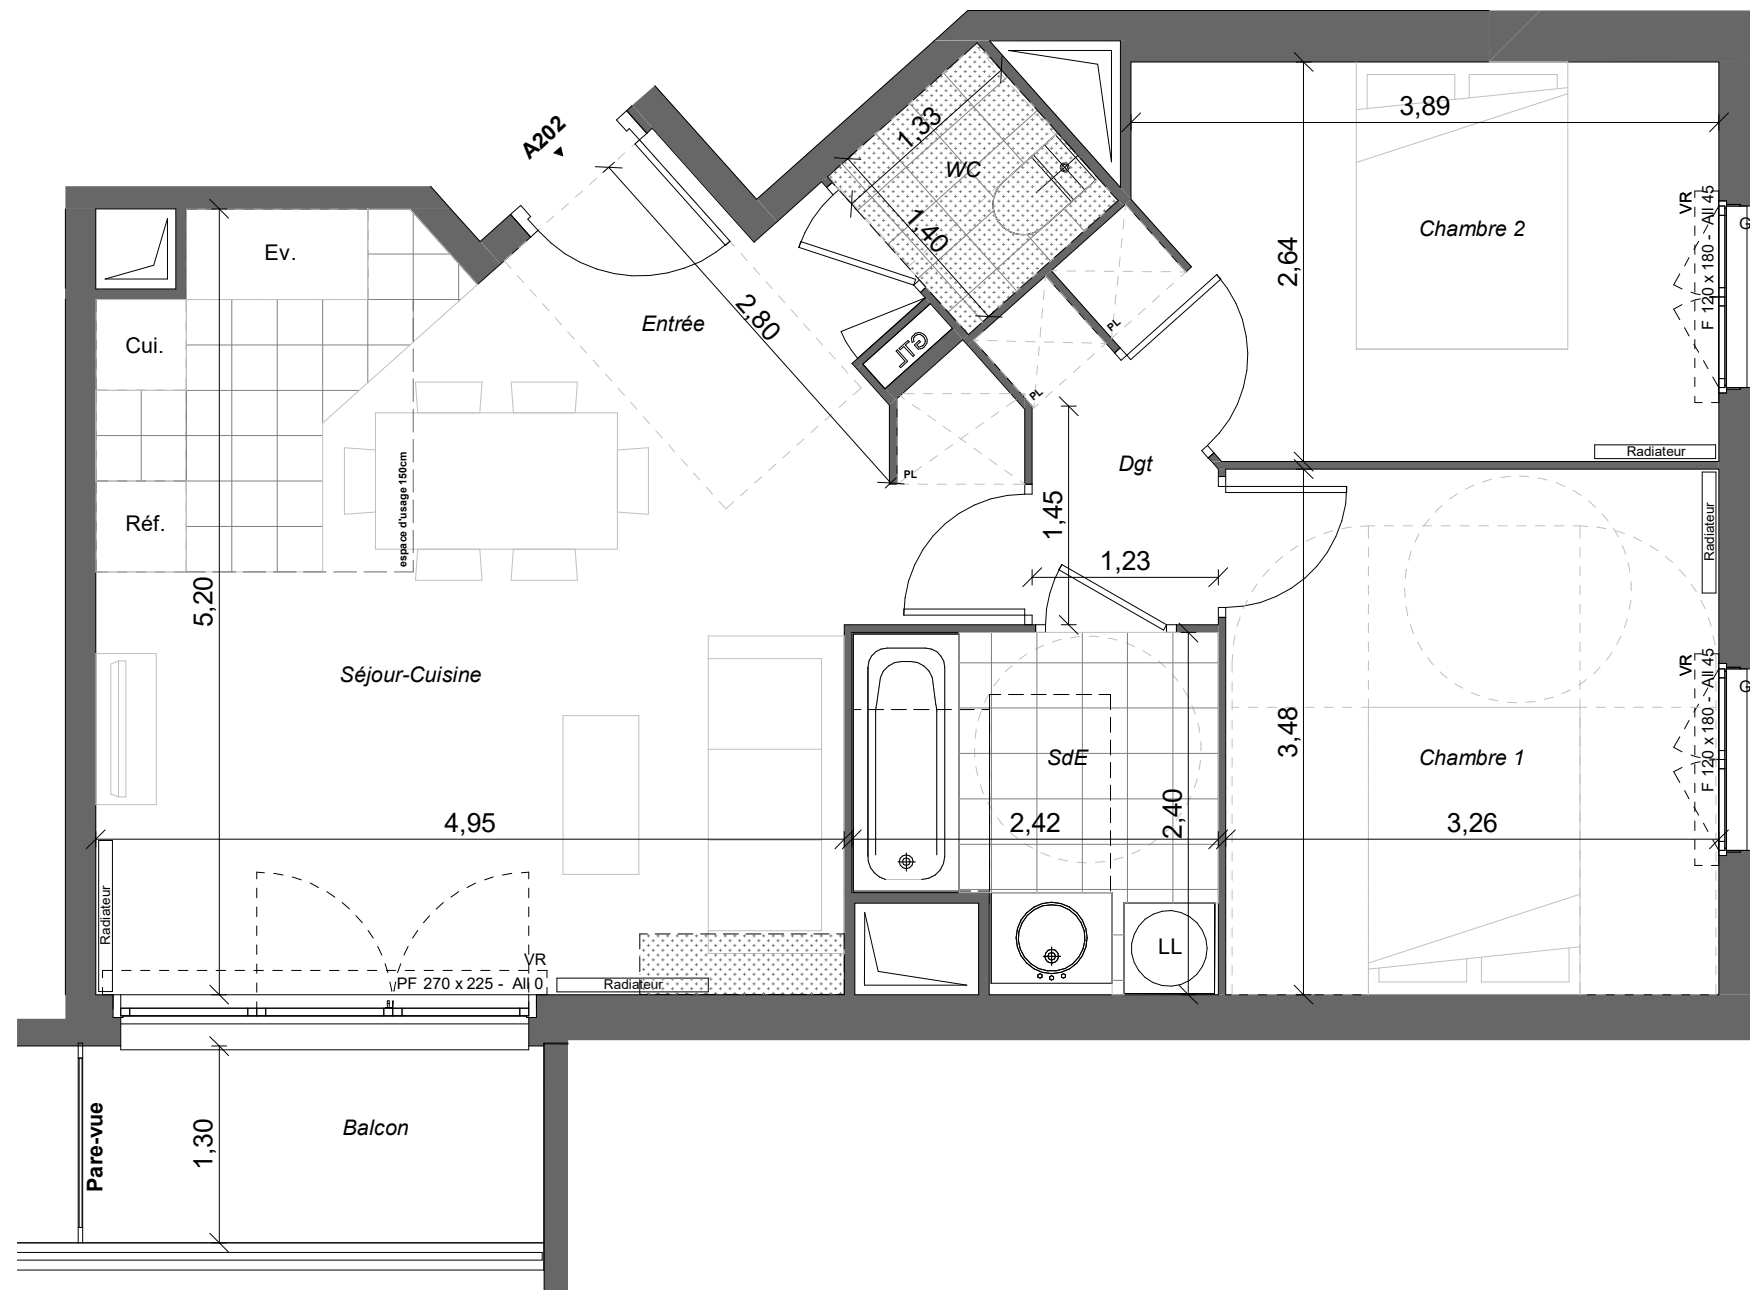 A202
1,33
WC
1,40
3,89
Chambre 2
2,64
VR
F 120 x 180 - All 45
G
Ev.
Entrée
2,80
GTL
Cui.
PL
PL
PL
Dgt
Radiateur
Réf.
espace d'usage 150cm
1,45
1,23
Radiateur
5,20
Séjour-Cuisine
SdE
3,48
Chambre 1
VR
F 120 x 180 - All 45
G
4,95
2,42
2,40
3,26
Radiateur
VR
PF 270 x 225 - All 0
Radiateur
LL
Pare-vue
1,30
Balcon